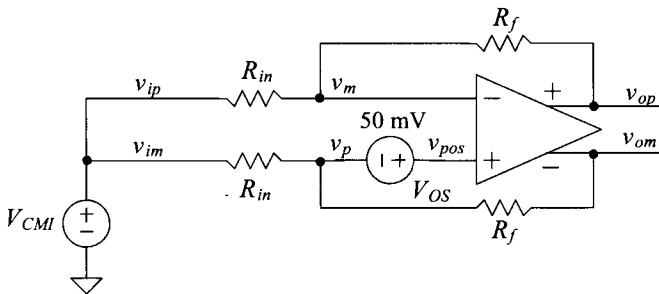 R_f
v_ip R_in v_m − + v_op
50 mV
v_im v_p − + v_pos + − v_om
R_in V_OS
V_CMI + − R_f